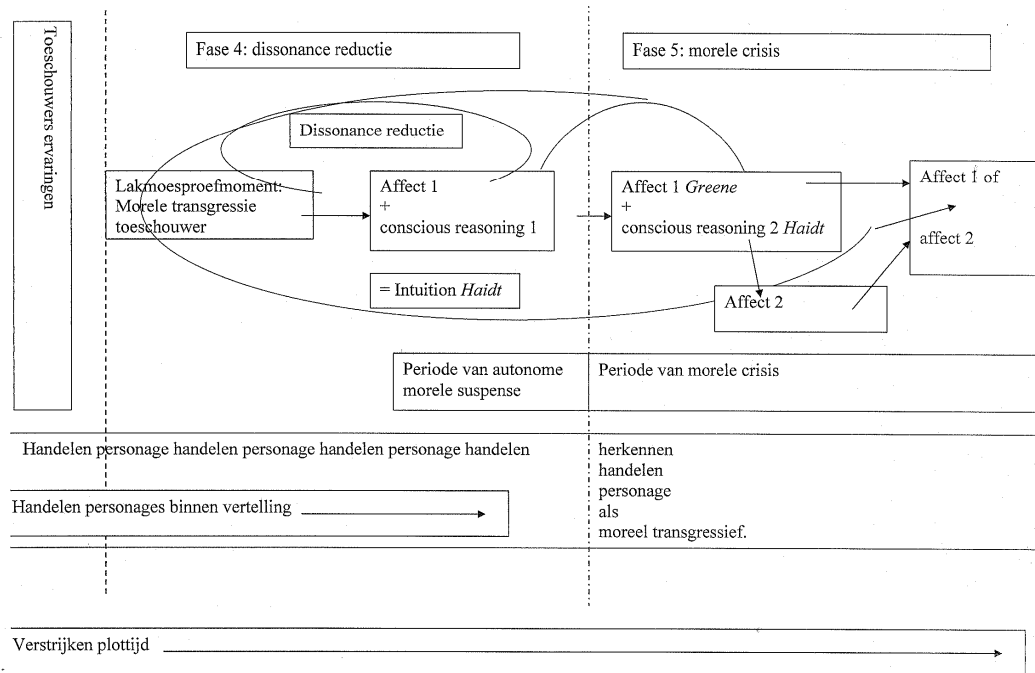 Toeschouwers ervaringen
Fase 4: dissonance reductie
Fase 5: morele crisis
Dissonance reductie
Lakmoesproefmoment:
Morele transgressie
toeschouwer
Affect 1
+
conscious reasoning 1
= Intuition Haidt
Affect 1 Greene
+
conscious reasoning 2 Haidt
Affect 2
Affect 1 of
affect 2
Periode van autonome
morele suspense
Periode van morele crisis
Handelen personage handelen personage handelen personage handelen
herkennen
handelen
personage
als
moreel transgressief.
Handelen personages binnen vertelling
Verstrijken plottijd